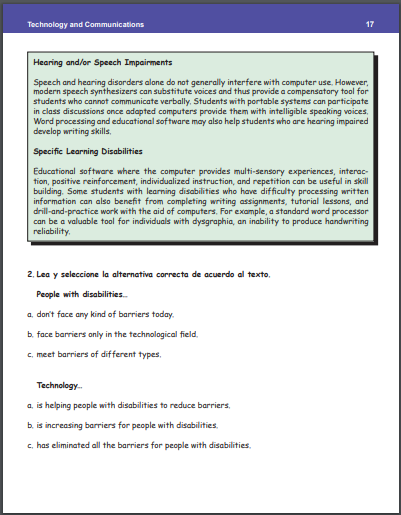 Technology and Communications 17
Hearing and/or Speech Impairments
Speech and hearing disorders alone do not generally interfere with computer use. However,
modern speech synthesizers can substitute voices and thus provide a compensatory tool for
students who cannot communicate verbally. Students with portable systems can participate
in class discussions once adapted computers provide them with intelligible speaking voices.
Word processing and educational software may also help students who are hearing impaired
develop writing skills.
Specific Learning Disabilities
Educational software where the computer provides multi-sensory experiences, interac-
tion, positive reinforcement, individualized instruction, and repetition can be useful in skill
building. Some students with learning disabilities who have difficulty processing written
information can also benefit from completing writing assignments, tutorial lessons, and
drill-and-practice work with the aid of computers. For example, a standard word processor
can be a valuable tool for individuals with dysgraphia, an inability to produce handwriting
reliability.
2. Lea y seleccione la alternativa correcta de acuerdo al texto.
People with disabilities...
a. don't face any kind of barriers today.
b. face barriers only in the technological field.
c. meet barriers of different types.
Technology...
a. is helping people with disabilities to reduce barriers.
b. is increasing barriers for people with disabilities.
c. has eliminated all the barriers for people with disabilities.